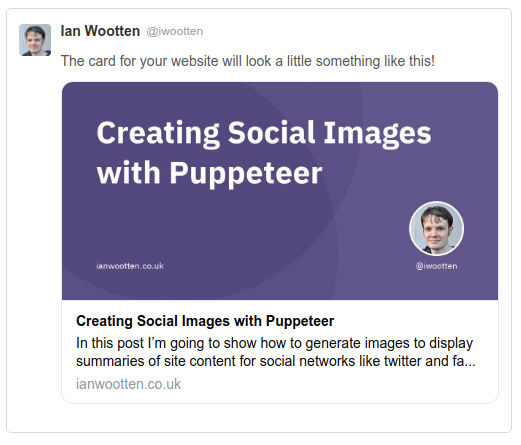 Ian Wootten @iwootten
The card for your website will look a little something like this!
Creating Social Images
with Puppeteer
ianwootten.co.uk
@iwootten
Creating Social Images with Puppeteer
In this post I’m going to show how to generate images to display
summaries of site content for social networks like twitter and fa...
ianwootten.co.uk